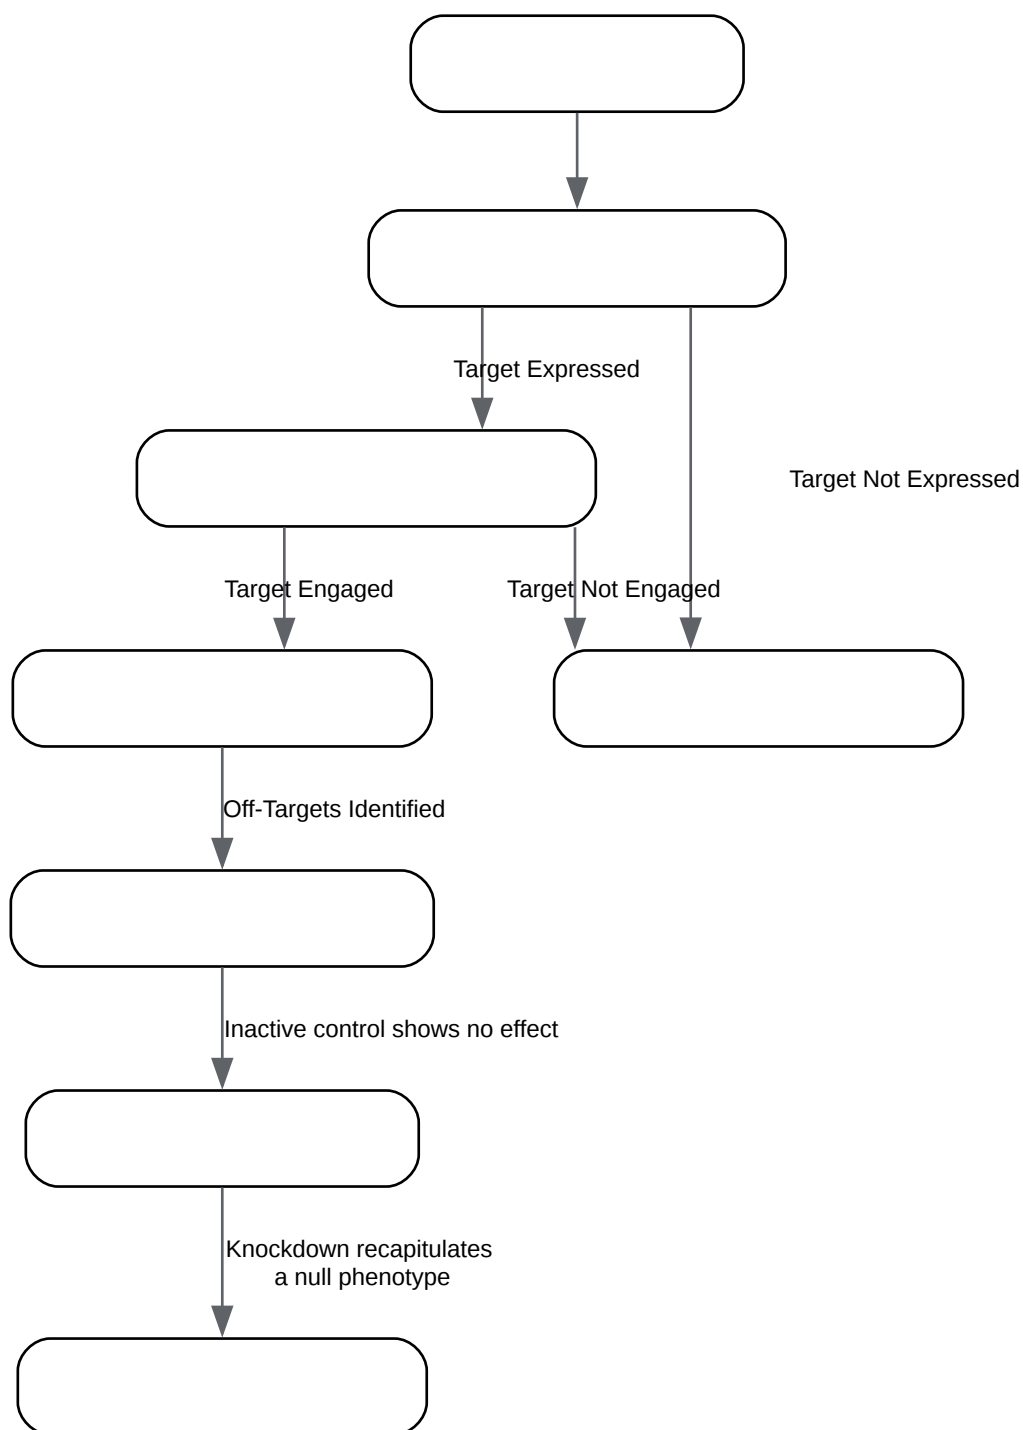 Target Expressed
Target Not Expressed
Target Engaged
Target Not Engaged
Off-Targets Identified
Inactive control shows no effect
Knockdown recapitulates
a null phenotype